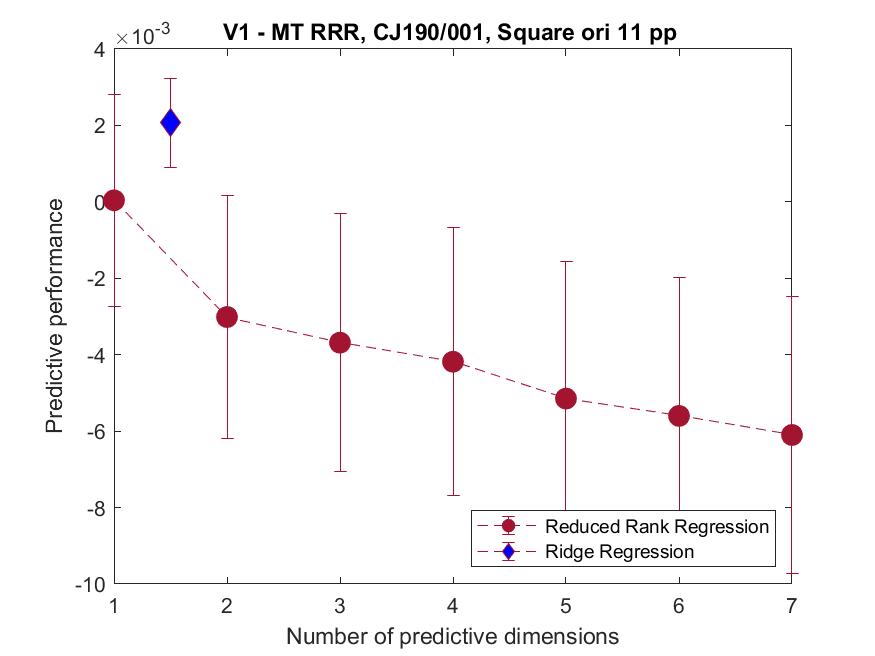 ×10-3
V1 - MT RRR, CJ190/001, Square ori 11 pp
4
2
0
-2
-4
-6
-8
-10
Predictive performance
Reduced Rank Regression
Ridge Regression
1 2 3 4 5 6 7
Number of predictive dimensions